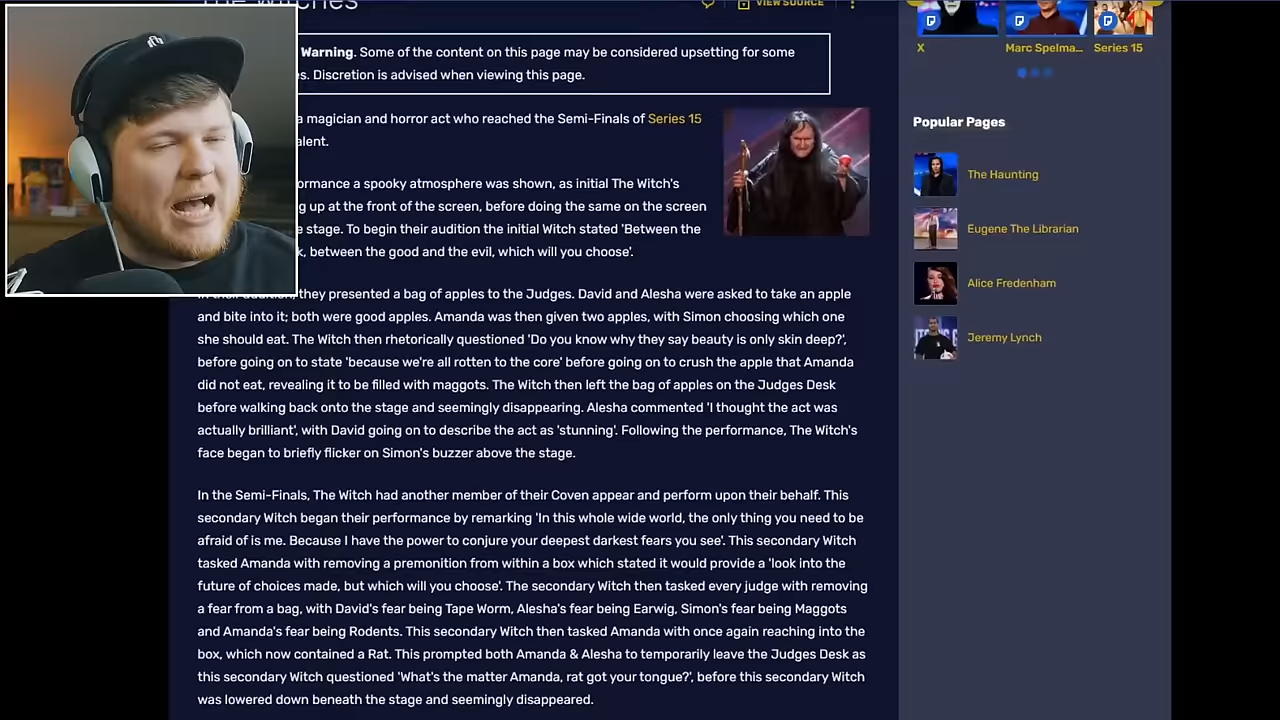 The Witches
VIEW SOURCE
Warning. Some of the content on this page may be considered upsetting for some
s. Discretion is advised when viewing this page.
a magician and horror act who reached the Semi-Finals of Series 15
alent.
ormance a spooky atmosphere was shown, as initial The Witch's
g up at the front of the screen, before doing the same on the screen
e stage. To begin their audition the initial Witch stated 'Between the
k, between the good and the evil, which will you choose'.
In their audition, they presented a bag of apples to the Judges. David and Alesha were asked to take an apple
and bite into it; both were good apples. Amanda was then given two apples, with Simon choosing which one
she should eat. The Witch then rhetorically questioned 'Do you know why they say beauty is only skin deep?',
before going on to state 'because we're all rotten to the core' before going on to crush the apple that Amanda
did not eat, revealing it to be filled with maggots. The Witch then left the bag of apples on the Judges Desk
before walking back onto the stage and seemingly disappearing. Alesha commented 'I thought the act was
actually brilliant', with David going on to describe the act as 'stunning'. Following the performance, The Witch's
face began to briefly flicker on Simon's buzzer above the stage.
In the Semi-Finals, The Witch had another member of their Coven appear and perform upon their behalf. This
secondary Witch began their performance by remarking 'In this whole wide world, the only thing you need to be
afraid of is me. Because I have the power to conjure your deepest darkest fears you see'. This secondary Witch
tasked Amanda with removing a premonition from within a box which stated it would provide a 'look into the
future of choices made, but which will you choose'. The secondary Witch then tasked every judge with removing
a fear from a bag, with David's fear being Tape Worm, Alesha's fear being Earwig, Simon's fear being Maggots
and Amanda's fear being Rodents. This secondary Witch then tasked Amanda with once again reaching into the
box, which now contained a Rat. This prompted both Amanda & Alesha to temporarily leave the Judges Desk as
this secondary Witch questioned 'What's the matter Amanda, rat got your tongue?', before this secondary Witch
was lowered down beneath the stage and seemingly disappeared.
X
Marc Spelma...
Series 15
Popular Pages
The Haunting
Eugene The Librarian
Alice Fredenham
Jeremy Lynch